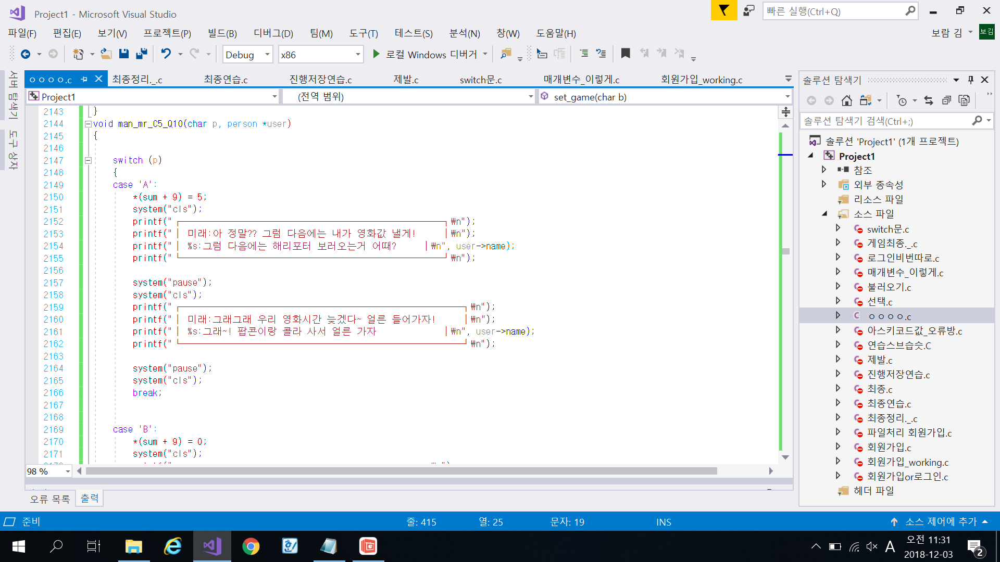 Project1 - Microsoft Visual Studio
빠른 실행(Ctrl+Q)
파일(F) 편집(E) 보기(V) 프로젝트(P) 빌드(B) 디버그(D) 팀(M) 도구(T) 테스트(S) 분석(N) 창(W) 도움말(H)
보람 김
보김
Debug x86 로컬 Windows 디버거
서버 탐색기
도구 상자
ㅇㅇㅇㅇ.c 최종정리._.c 최종연습.c 진행저장연습.c 제발.c switch문.c 매개변수_이렇게.c 회원가입_working.c
Project1 (전역 범위) set_game(char b)
2143 }
2144 void man_mr_C5_Q10(char p, person *user)
2145 {
2146
2147 switch (p)
2148 {
2149 case 'A':
2150 *(sum + 9) = 5;
2151 system("cls");
2152 printf("┌──────────────────────────┐₩n");
2153 printf("│ 미래:아 정말?? 그럼 다음에는 내가 영화값 낼게! │₩n");
2154 printf("│ %s:그럼 다음에는 해리포터 보러오는거 어때? │₩n", user->name);
2155 printf("└──────────────────────────┘₩n");
2156
2157 system("pause");
2158 system("cls");
2159 printf("┌────────────────────────────┐₩n");
2160 printf("│ 미래:그래그래 우리 영화시간 늦겠다~ 얼른 들어가자! │₩n");
2161 printf("│ %s:그래~! 팝콘이랑 콜라 사서 얼른 가자 │₩n", user->name);
2162 printf("└────────────────────────────┘₩n");
2163
2164 system("pause");
2165 system("cls");
2166 break;
2167
2168
2169 case 'B':
2170 *(sum + 9) = 0;
2171 system("cls");
98 %
오류 목록 출력
솔루션 탐색기
솔루션 탐색기 검색(Ctrl+;)
솔루션 'Project1' (1개 프로젝트)
Project1
참조
외부 종속성
리소스 파일
소스 파일
switch문.c
게임최종._.c
로그인비번따로.c
매개변수_이렇게.c
불러오기.c
선택.c
ㅇㅇㅇㅇ.c
아스키코드값_오류방.c
연습스브습슷.C
제발.c
진행저장연습.c
최종.c
최종연습.c
최종정리._.c
파일처리 회원가입.c
회원가입.c
회원가입_working.c
회원가입or로그인.c
헤더 파일
준비 줄: 415 열: 25 문자: 19 INS 소스 제어에 추가
A
오전 11:31
2018-12-03
2